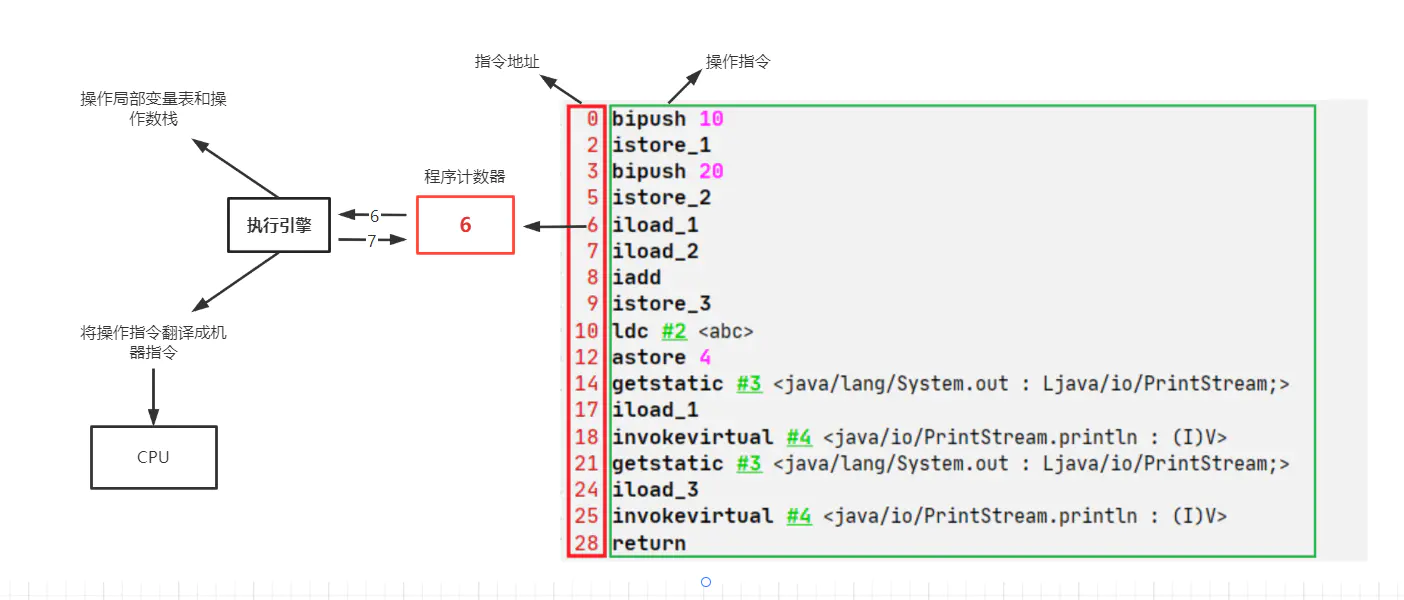 指令地址
操作指令
操作局部变量表和操
作数栈
程序计数器
执行引擎
6
7
6
将操作指令翻译成机
器指令
CPU
0 bipush 10
2 istore_1
3 bipush 20
5 istore_2
6 iload_1
7 iload_2
8 iadd
9 istore_3
10 ldc #2 <abc>
12 astore 4
14 getstatic #3 <java/lang/System.out : Ljava/io/PrintStream;>
17 iload_1
18 invokevirtual #4 <java/io/PrintStream.println : (I)V>
21 getstatic #3 <java/lang/System.out : Ljava/io/PrintStream;>
24 iload_3
25 invokevirtual #4 <java/io/PrintStream.println : (I)V>
28 return